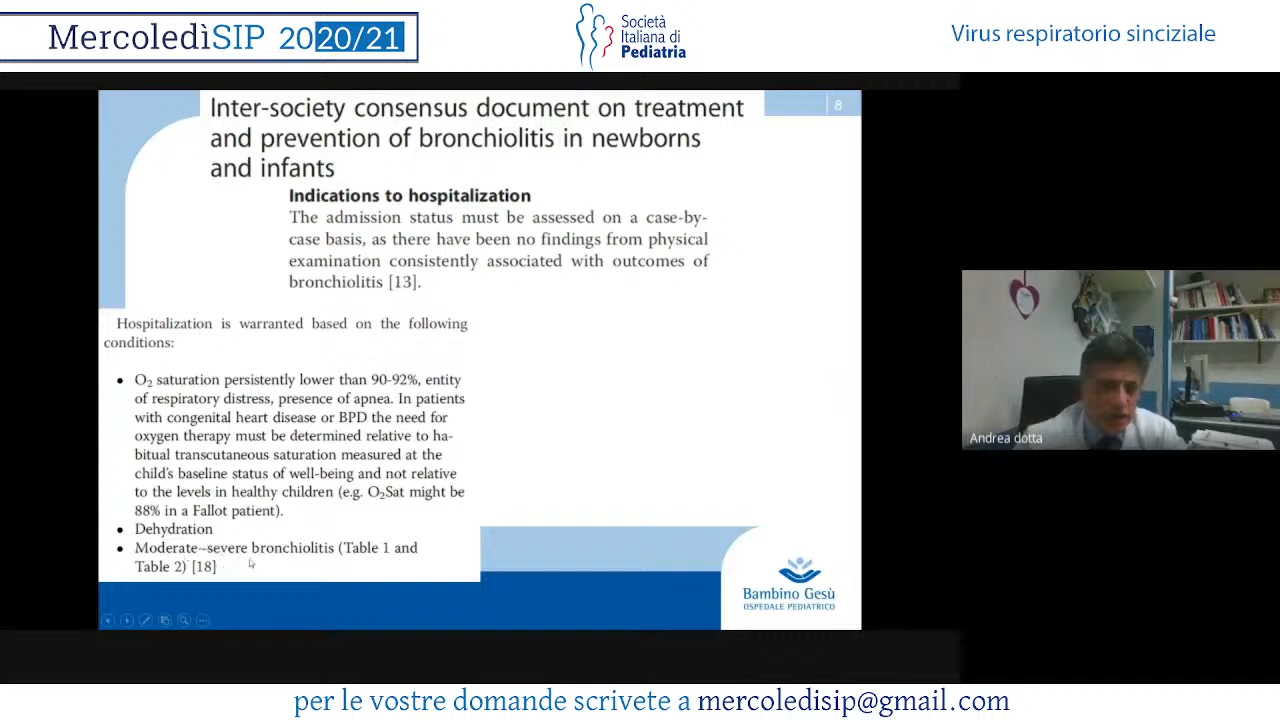 MercoledìSIP 2020/21
Società
Italiana di
Pediatria
Virus respiratorio sinciziale
Inter-society consensus document on treatment
and prevention of bronchiolitis in newborns
and infants
8
Indications to hospitalization
The admission status must be assessed on a case-by-
case basis, as there have been no findings from physical
examination consistently associated with outcomes of
bronchiolitis [13].
Hospitalization is warranted based on the following
conditions:
• O₂ saturation persistently lower than 90-92%, entity
of respiratory distress, presence of apnea. In patients
with congenital heart disease or BPD the need for
oxygen therapy must be determined relative to ha-
bitual transcutaneous saturation measured at the
child's baseline status of well-being and not relative
to the levels in healthy children (e.g. O₂Sat might be
88% in a Fallot patient).
• Dehydration
• Moderate–severe bronchiolitis (Table 1 and
Table 2) [18]
Bambino Gesù
OSPEDALE PEDIATRICO
Andrea dotta
per le vostre domande scrivete a mercoledisip@gmail.com